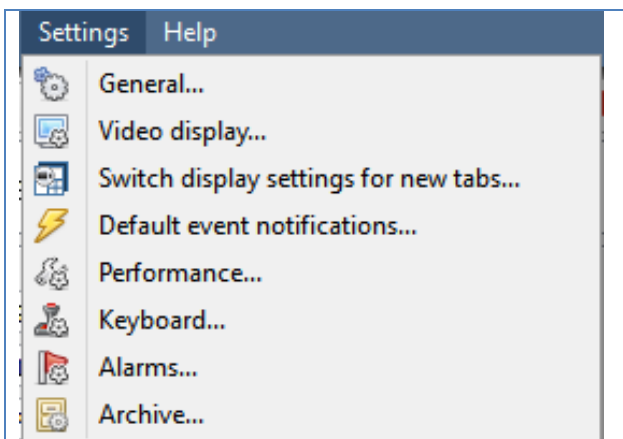 Settings Help
General...
Video display...
Switch display settings for new tabs...
Default event notifications...
Performance...
Keyboard...
Alarms...
Archive...